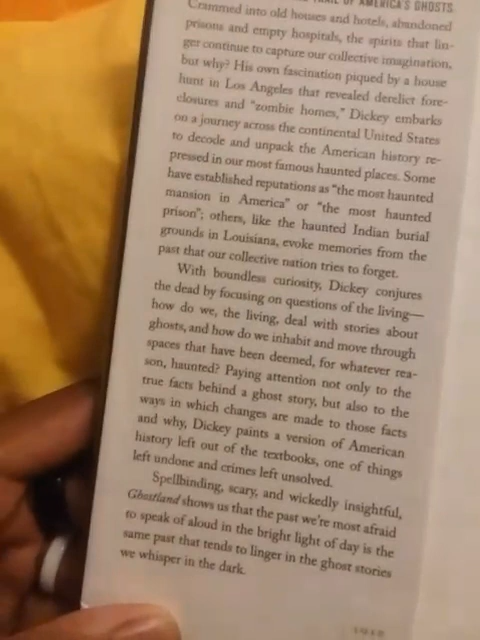 TRAIL OF AMERICA'S GHOSTS
Crammed into old houses and hotels, abandoned
prisons and empty hospitals, the spirits that lin-
ger continue to capture our collective imagination,
but why? His own fascination piqued by a house
hunt in Los Angeles that revealed derelict fore-
closures and "zombie homes," Dickey embarks
on a journey across the continental United States
to decode and unpack the American history re-
pressed in our most famous haunted places. Some
have established reputations as "the most haunted
mansion in America" or "the most haunted
prison"; others, like the haunted Indian burial
grounds in Louisiana, evoke memories from the
past that our collective nation tries to forget.
With boundless curiosity, Dickey conjures
the dead by focusing on questions of the living—
how do we, the living, deal with stories about
ghosts, and how do we inhabit and move through
spaces that have been deemed, for whatever rea-
son, haunted? Paying attention not only to the
true facts behind a ghost story, but also to the
ways in which changes are made to those facts
and why, Dickey paints a version of American
history left out of the textbooks, one of things
left undone and crimes left unsolved.
Spellbinding, scary, and wickedly insightful,
Ghostland shows us that the past we're most afraid
to speak of aloud in the bright light of day is the
same past that tends to linger in the ghost stories
we whisper in the dark.